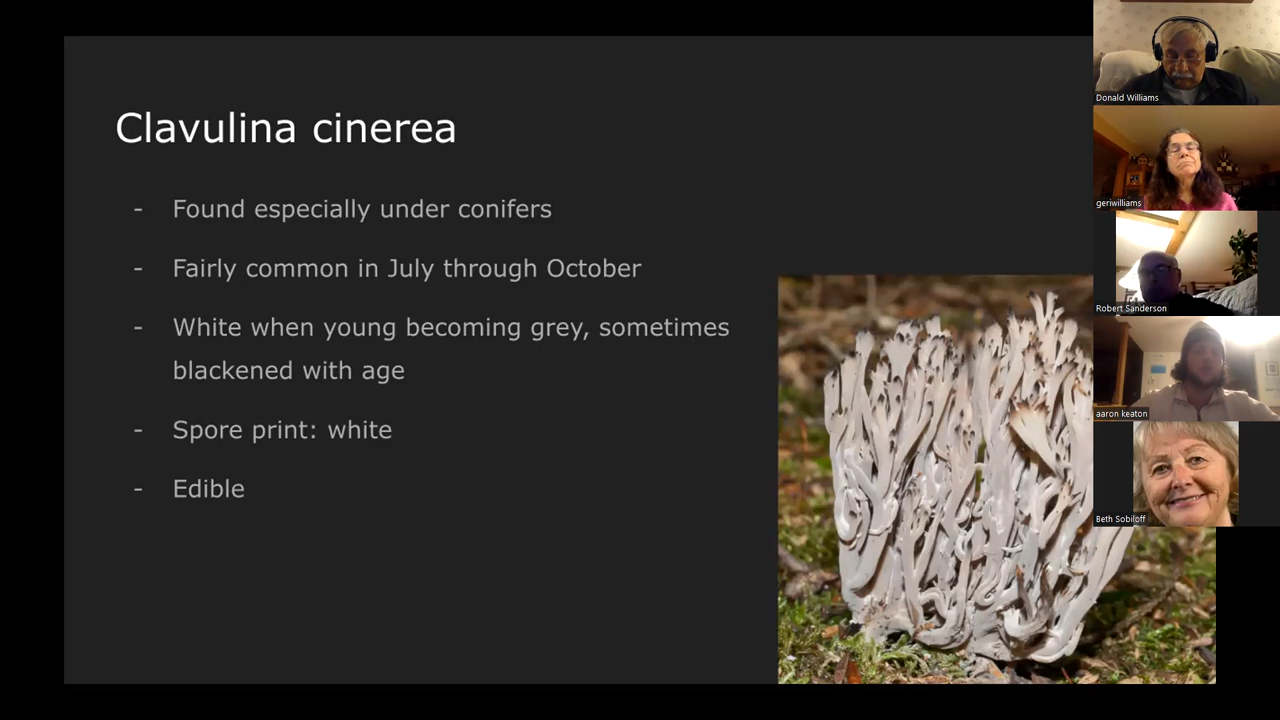 Clavulina cinerea
- Found especially under conifers
- Fairly common in July through October
- White when young becoming grey, sometimes
blackened with age
- Spore print: white
- Edible
Donald Williams
geriwilliams
Robert Sanderson
aaron keaton
Beth Sobiloff